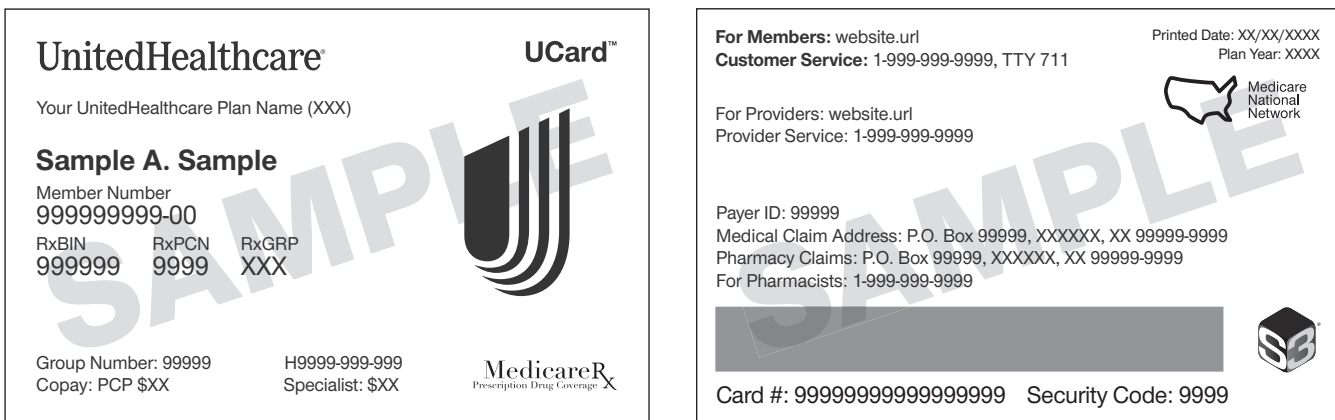 UnitedHealthcare®
UCard™
Your UnitedHealthcare Plan Name (XXX)
Sample A. Sample
Member Number
999999999-00
RxBIN RxPCN RxGRP
999999 9999 XXX
Group Number: 99999 H9999-999-999
Copay: PCP $XX Specialist: $XX
MedicareRx
Prescription Drug Coverage
SAMPLE
For Members: website.url
Customer Service: 1-999-999-9999, TTY 711
Printed Date: XX/XX/XXXX
Plan Year: XXXX
Medicare
National
Network
For Providers: website.url
Provider Service: 1-999-999-9999
Payer ID: 99999
Medical Claim Address: P.O. Box 99999, XXXXXX, XX 99999-9999
Pharmacy Claims: P.O. Box 99999, XXXXXX, XX 99999-9999
For Pharmacists: 1-999-999-9999
S3®
Card #: 99999999999999999 Security Code: 9999
SAMPLE